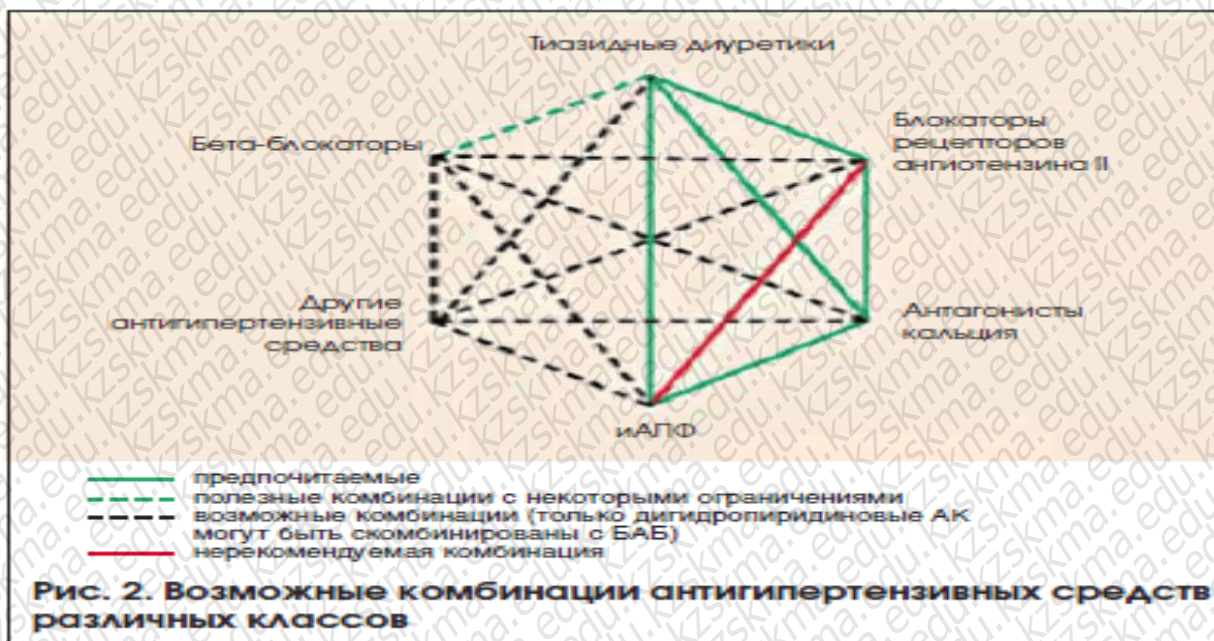 Тиазидные диуретики
Бета-блокаторы
Блокаторы
рецепторов
ангиотензина II
Другие
антигипертензивные
средства
Антагонисты
кальция
иАПФ
предпочитаемые
полезные комбинации с некоторыми ограничениями
возможные комбинации (только дигидропиридиновые АК
могут быть скомбинированы с БАБ)
нерекомендуемая комбинация
Рис. 2. Возможные комбинации антигипертензивных средств
различных классов